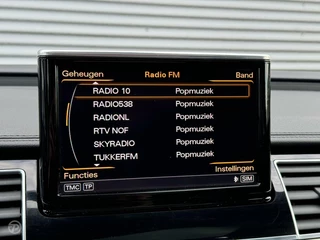 Geheugen Radio FM Band
RADIO 10 Popmuziek
RADIO538 Popmuziek
RADIONL Popmuziek
RTV NOF Popmuziek
SKYRADIO Popmuziek
TUKKERFM Popmuziek
Functies Instellingen
TMC TP SIM